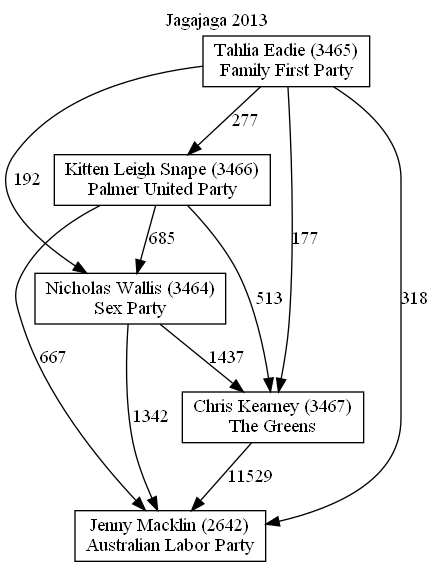 Jagajaga 2013
Tahlia Eadie (3465)
Family First Party
277
Kitten Leigh Snape (3466)
Palmer United Party
192
685
177
Nicholas Wallis (3464)
Sex Party
513
318
667
1437
Chris Kearney (3467)
The Greens
1342
11529
Jenny Macklin (2642)
Australian Labor Party